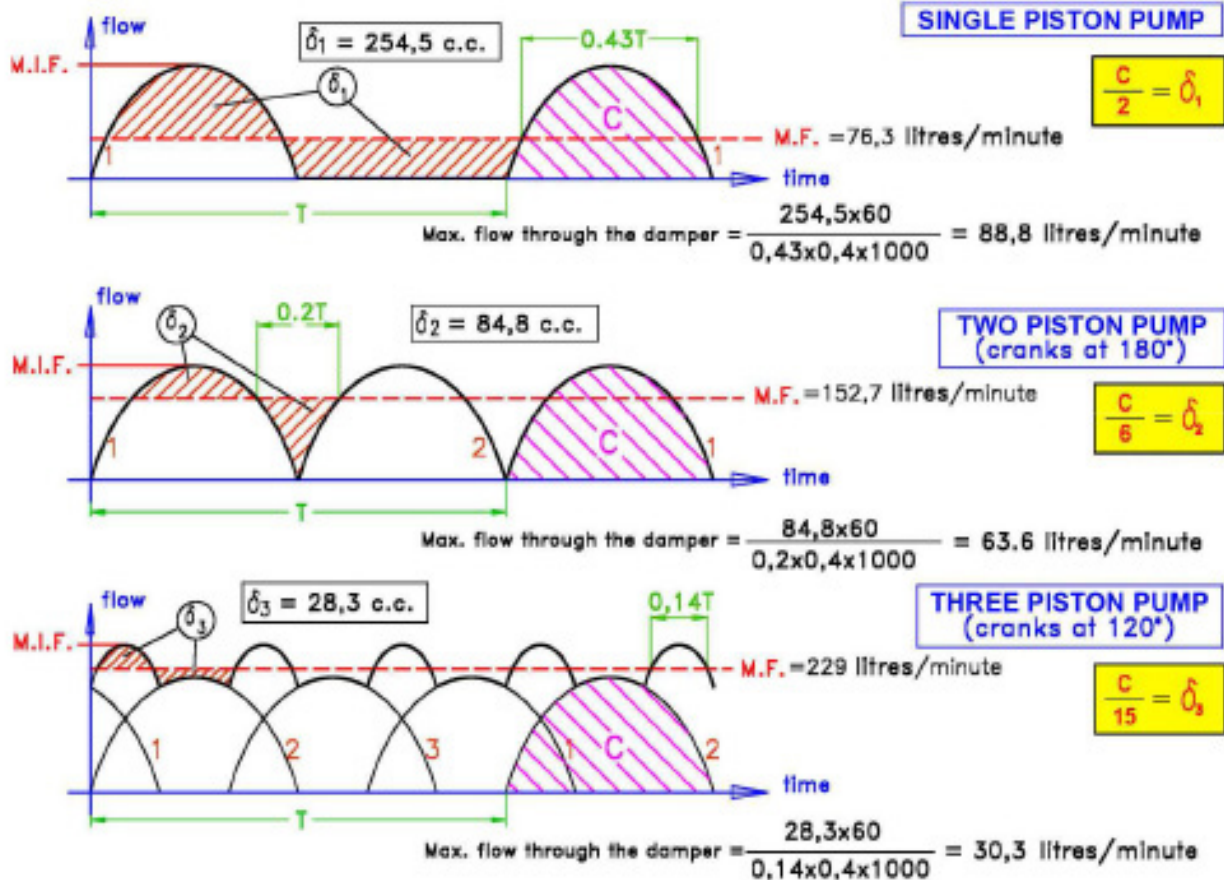 flow
δ₁ = 254,5 c.c.
0.43T
SINGLE PISTON PUMP
M.I.F.
δ₁
C/2 = δ₁
C
1
1
M.F. =76,3 litres/minute
time
T
Max. flow through the damper = 254,5x60 / 0,43x0,4x1000 = 88,8 litres/minute
flow
δ₂
0.2T
δ₂ = 84,8 c.c.
TWO PISTON PUMP
(cranks at 180°)
M.I.F.
M.F.=152,7 litres/minute
C/6 = δ₂
1
2
C
1
time
T
Max. flow through the damper = 84,8x60 / 0,2x0,4x1000 = 63.6 litres/minute
flow
δ₃ = 28,3 c.c.
0,14T
THREE PISTON PUMP
(cranks at 120°)
δ₃
M.I.F.
M.F.=229 litres/minute
C/15 = δ₃
1
2
3
1
C
2
time
T
Max. flow through the damper = 28,3x60 / 0,14x0,4x1000 = 30,3 litres/minute